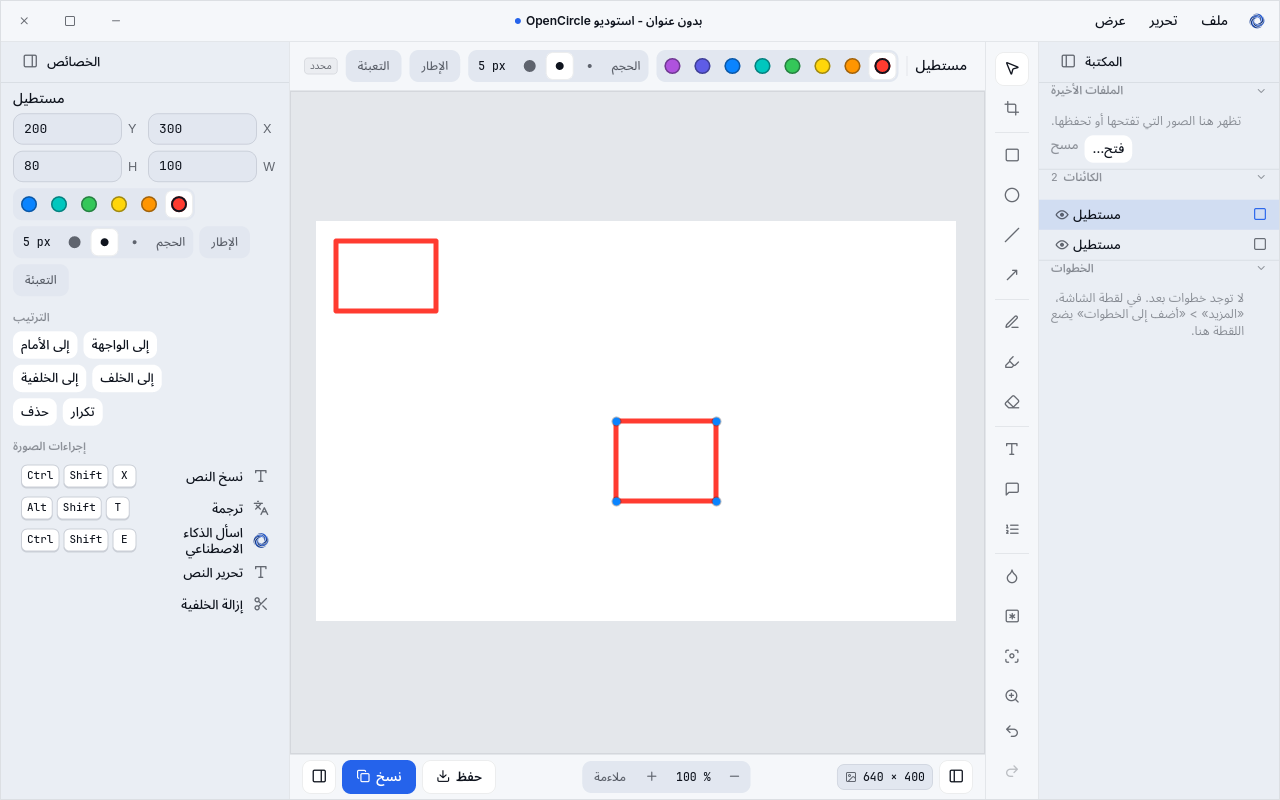 ملف
تحرير
عرض
بدون عنوان - استوديو OpenCircle
المكتبة
الملفات الأخيرة
تظهر هنا الصور التي تفتحها أو تحفظها.
فتح...
مسح
الكائنات 2
مستطيل
مستطيل
الخطوات
لا توجد خطوات بعد. في لقطة الشاشة،
«المزيد» > «أضف إلى الخطوات» يضع
اللقطة هنا.
مستطيل
الحجم
5 px
الإطار
التعبئة
محدد
640 × 400
100 %
ملاءمة
حفظ
نسخ
الخصائص
مستطيل
X 300 Y 200
W 100 H 80
الإطار
الحجم 5 px
التعبئة
الترتيب
إلى الواجهة إلى الأمام
إلى الخلف إلى الخلفية
تكرار حذف
إجراءات الصورة
نسخ النص Ctrl Shift X
ترجمة Alt Shift T
اسأل الذكاء
الاصطناعي Ctrl Shift E
تحرير النص
إزالة الخلفية